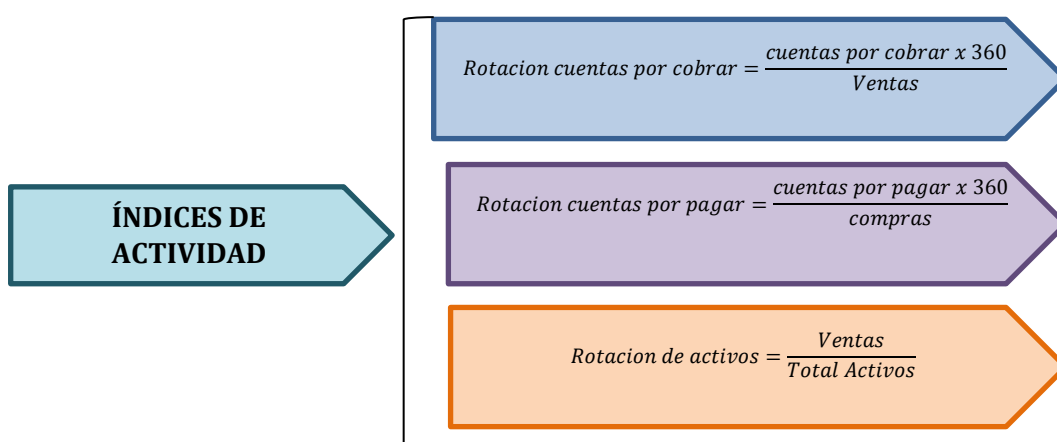 ÍNDICES DE
ACTIVIDAD
Rotacion cuentas por cobrar = cuentas por cobrar x 360 / Ventas
Rotacion cuentas por pagar = cuentas por pagar x 360 / compras
Rotacion de activos = Ventas / Total Activos